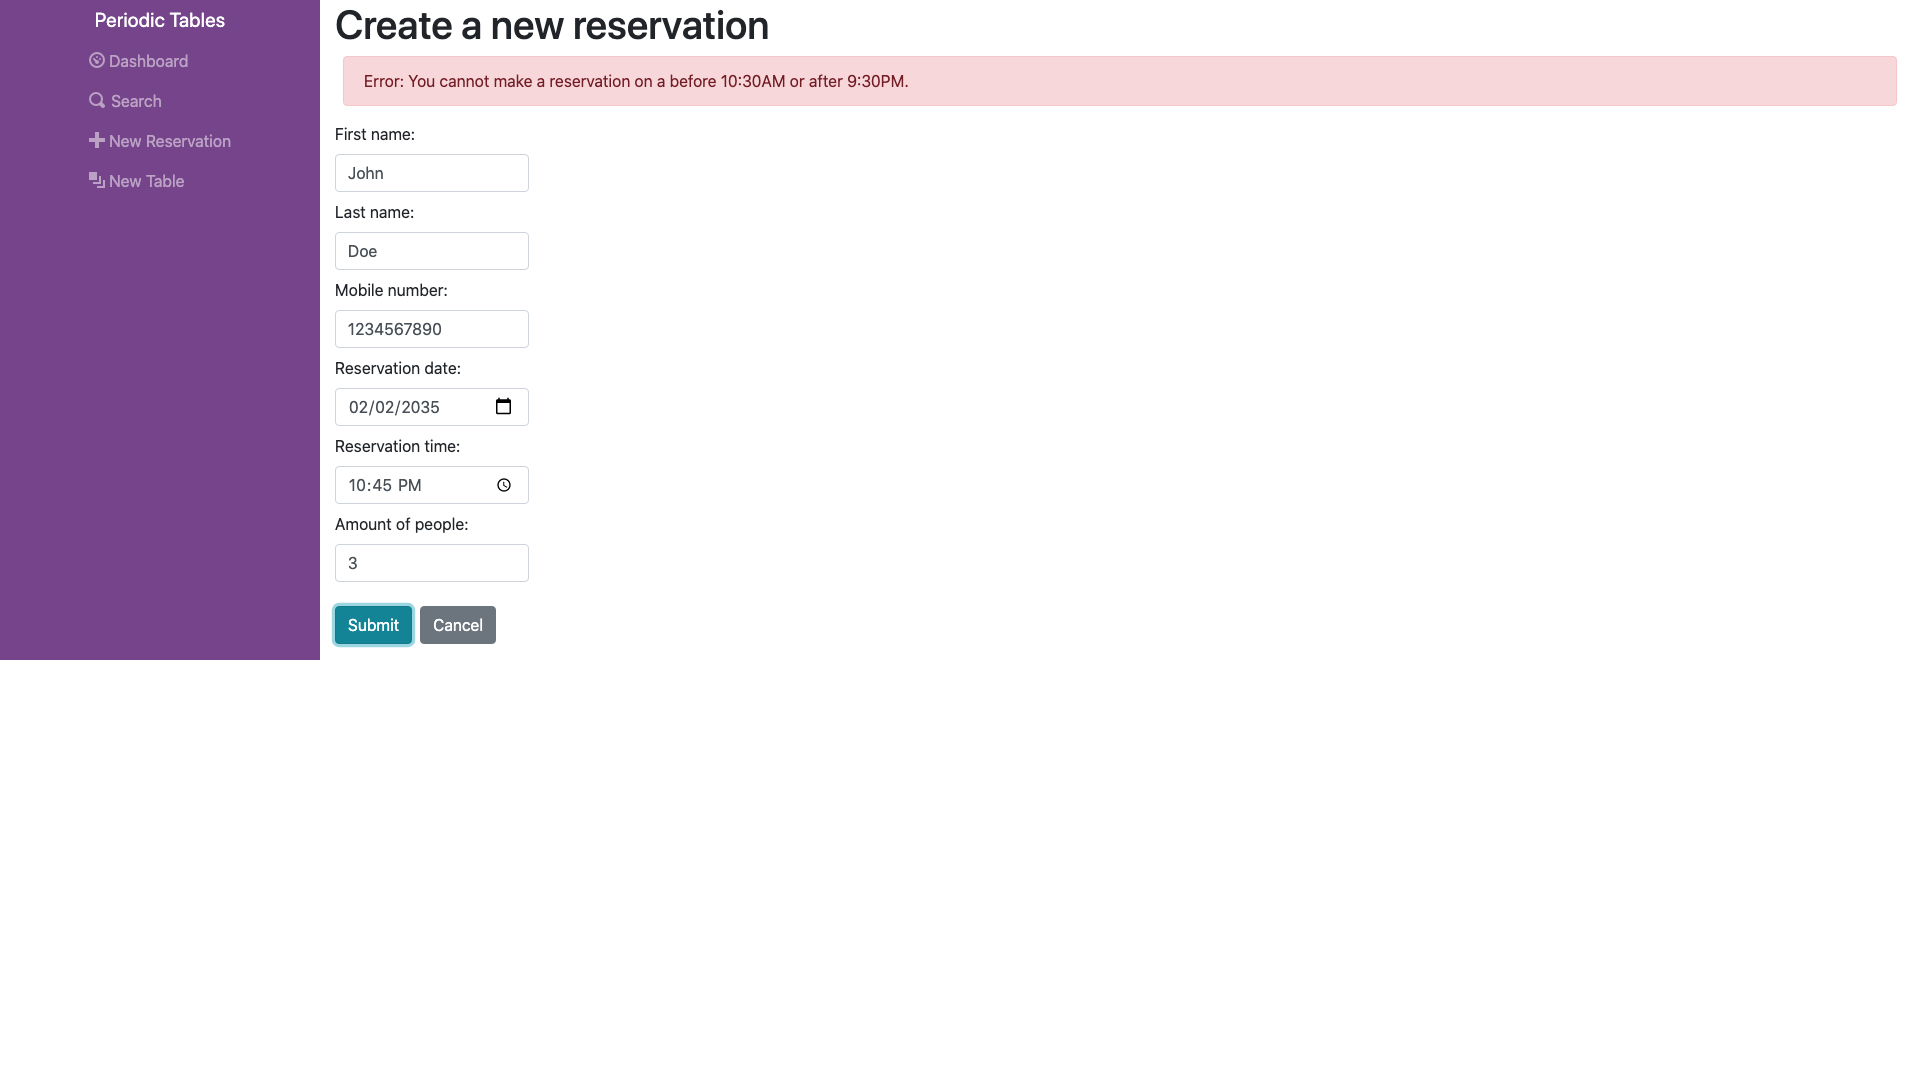 Periodic Tables
Dashboard
Search
New Reservation
New Table
Create a new reservation
Error: You cannot make a reservation on a before 10:30AM or after 9:30PM.
First name:
John
Last name:
Doe
Mobile number:
1234567890
Reservation date:
02/02/2035
Reservation time:
10:45 PM
Amount of people:
3
Submit Cancel